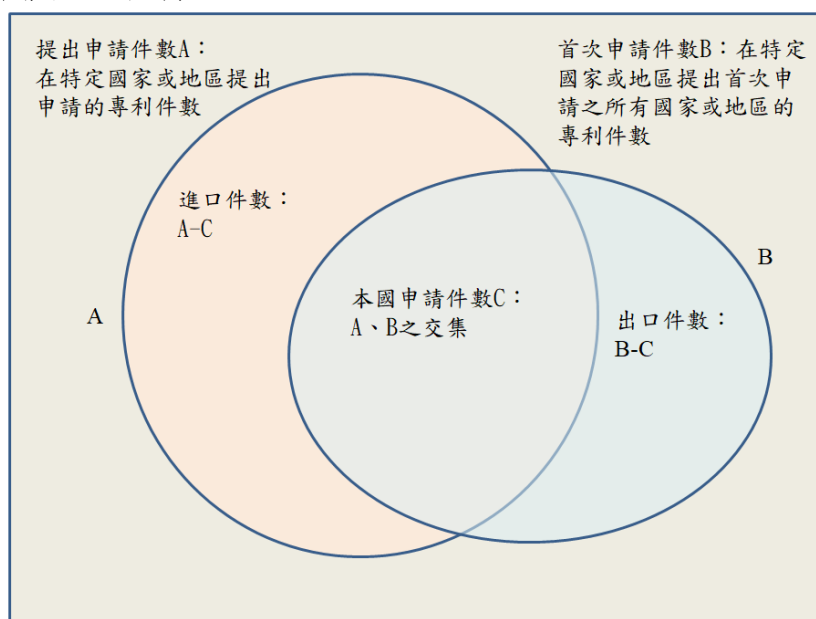 提出申請件數A：
在特定國家或地區提出
申請的專利件數
首次申請件數B：在特定
國家或地區提出首次申
請之所有國家或地區的
專利件數
進口件數：
A-C
本國申請件數C：
A、B之交集
出口件數：
B-C
A
B